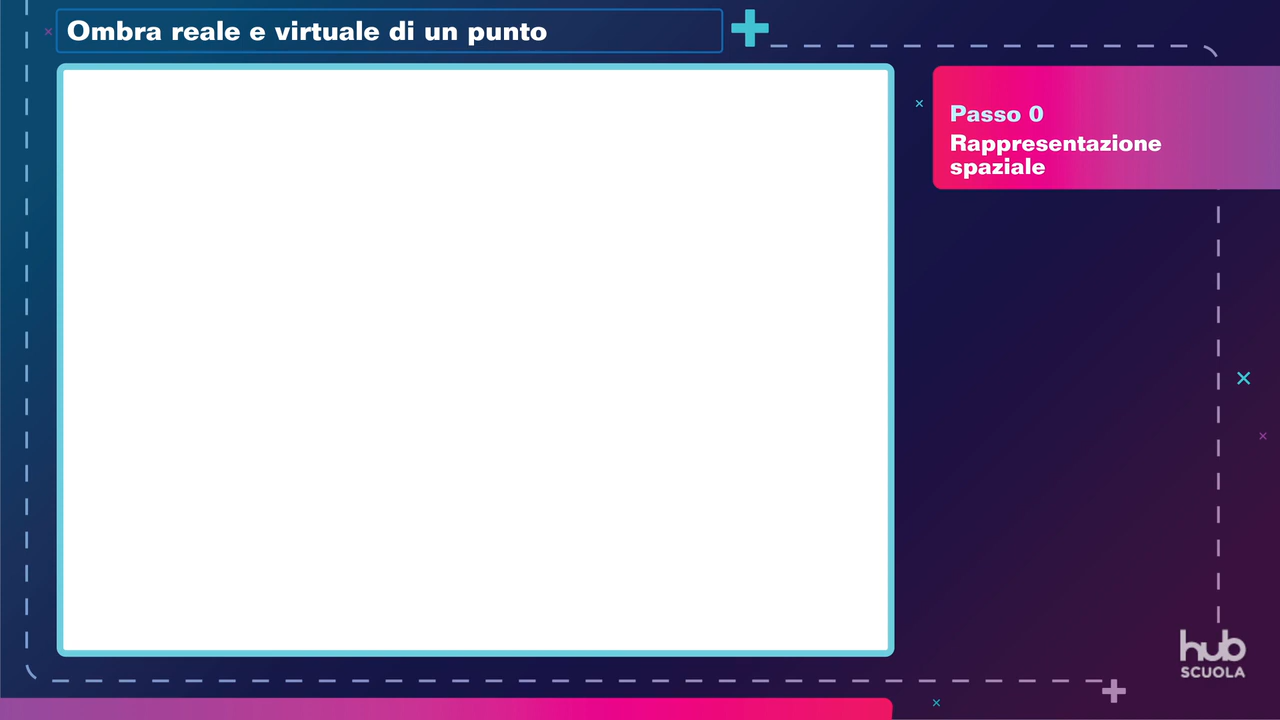 Ombra reale e virtuale di un punto
Passo 0
Rappresentazione
spaziale
hub
SCUOLA